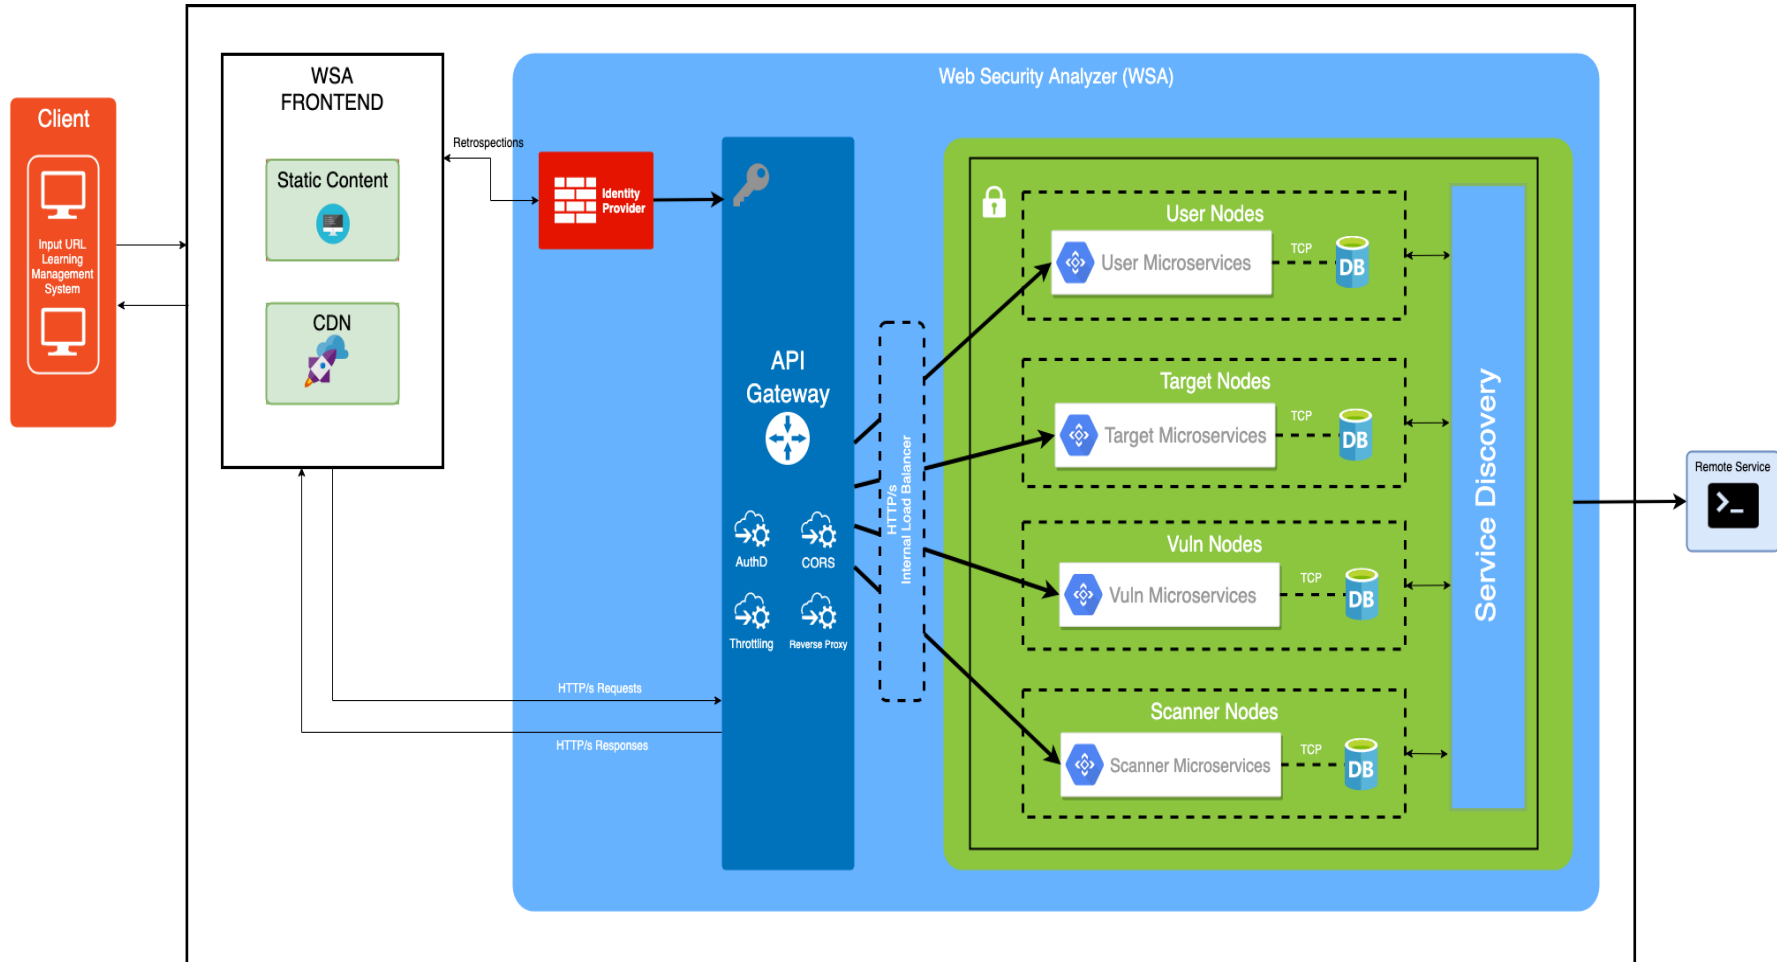 Client
Input URL
Learning
Management
System
WSA
FRONTEND
Static Content
CDN
Retrospections
Web Security Analyzer (WSA)
Identity
Provider
API
Gateway
AuthD
CORS
Throttling
Reverse Proxy
HTTP/s Requests
HTTP/s Responses
HTTP/s
Internal Load Balancer
User Nodes
User Microservices
TCP
DB
Target Nodes
Target Microservices
TCP
DB
Vuln Nodes
Vuln Microservices
TCP
DB
Scanner Nodes
Scanner Microservices
TCP
DB
Service Discovery
Remote Service